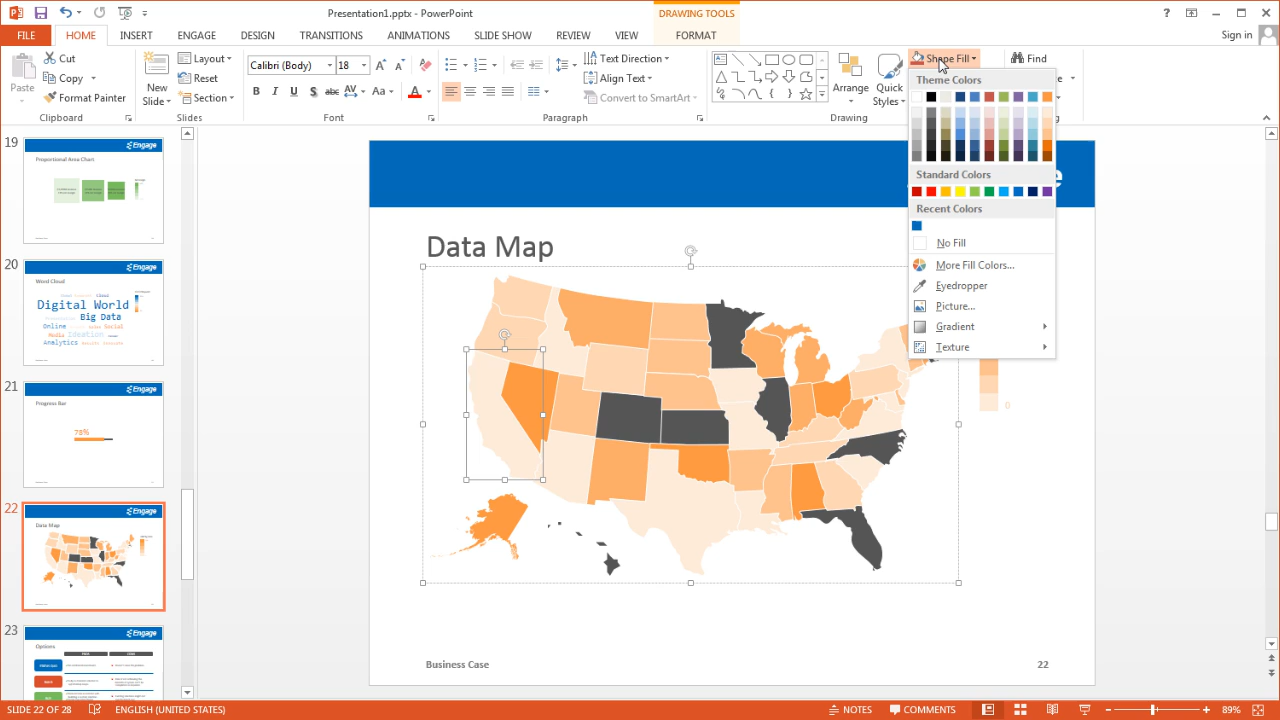 Presentation1.pptx - PowerPoint
DRAWING TOOLS
FILE
HOME
INSERT
ENGAGE
DESIGN
TRANSITIONS
ANIMATIONS
SLIDE SHOW
REVIEW
VIEW
FORMAT
Sign in
Paste
Cut
Copy
Format Painter
Clipboard
New
Slide
Layout
Reset
Section
Slides
Calibri (Body)
18
Font
Text Direction
Align Text
Convert to SmartArt
Paragraph
Arrange
Quick
Styles
Drawing
Shape Fill
Find
Theme Colors
Standard Colors
Recent Colors
No Fill
More Fill Colors...
Eyedropper
Picture...
Gradient
Texture
19
Engage
Proportional Area Chart
20
Engage
Word Cloud
Digital World
Big Data
Online
Social
Media Ideation
Analytics
21
Engage
Progress Bar
78%
22
Engage
Data Map
23
Engage
Options
Data Map
0
Business Case
22
SLIDE 22 OF 28
ENGLISH (UNITED STATES)
NOTES
COMMENTS
89%